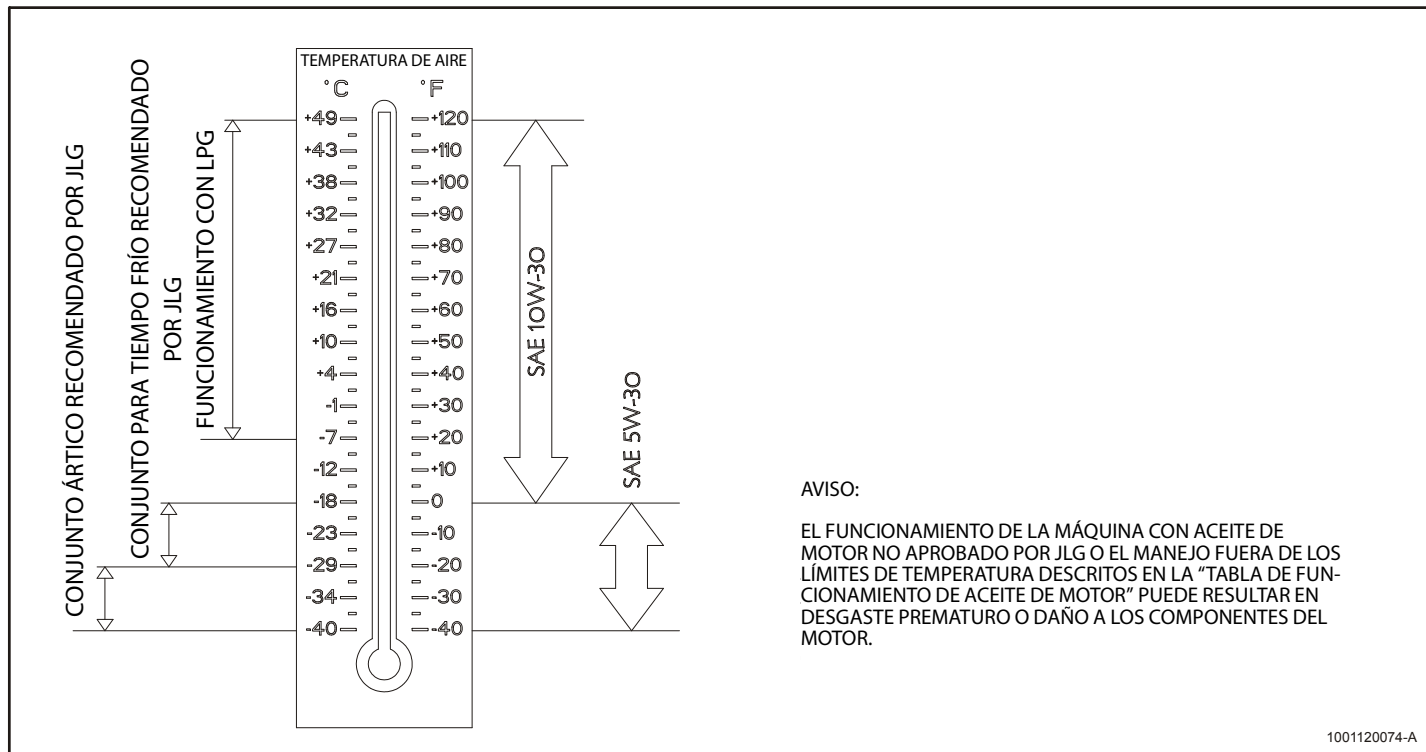 CONJUNTO ÁRTICO RECOMENDADO POR JLG
CONJUNTO PARA TIEMPO FRÍO RECOMENDADO
POR JLG
FUNCIONAMIENTO CON LPG
TEMPERATURA DE AIRE
°C °F
+49 +120
+43 +110
+38 +100
+32 +90
+27 +80
+21 +70
+16 +60
+10 +50
+4 +40
-1 +30
-7 +20
-12 +10
-18 0
-23 -10
-29 -20
-34 -30
-40 -40
SAE 10W-30
SAE 5W-30
AVISO:
EL FUNCIONAMIENTO DE LA MÁQUINA CON ACEITE DE
MOTOR NO APROBADO POR JLG O EL MANEJO FUERA DE LOS
LÍMITES DE TEMPERATURA DESCRITOS EN LA “TABLA DE FUN-
CIONAMIENTO DE ACEITE DE MOTOR” PUEDE RESULTAR EN
DESGASTE PREMATURO O DAÑO A LOS COMPONENTES DEL
MOTOR.
1001120074-A